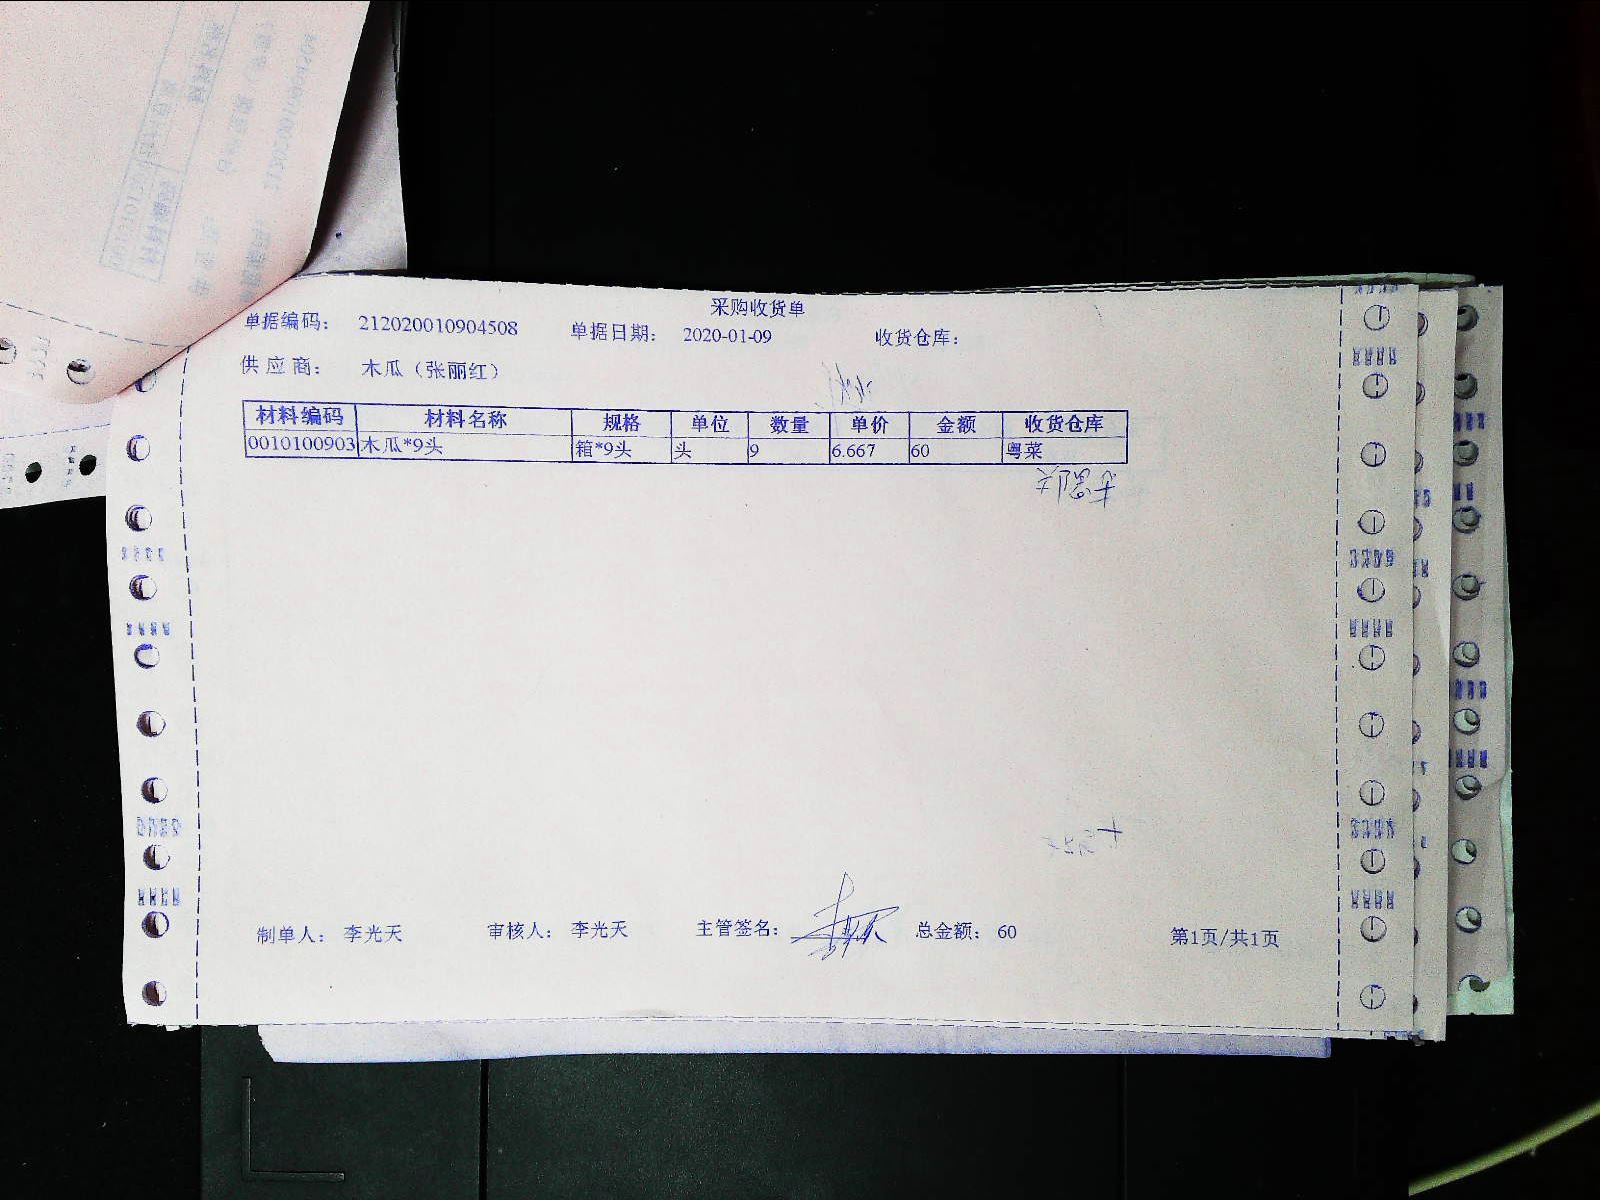 采购收货单
单据编码： 212020010904508 单据日期： 2020-01-09 收货仓库：
供应商： 木瓜（张丽红）
材料编码 材料名称 规格 单位 数量 单价 金额 收货仓库
0010100903 木瓜*9头 箱*9头 头 9 6.667 60 粤菜
制单人： 李光天 审核人： 李光天 主管签名： 总金额： 60 第1页/共1页